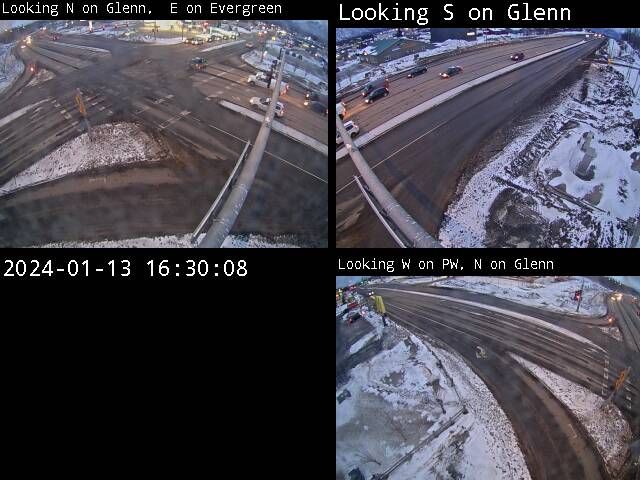 Looking N on Glenn,  E on Evergreen
Looking S on Glenn
2024-01-13 16:30:08
Looking W on PW, N on Glenn